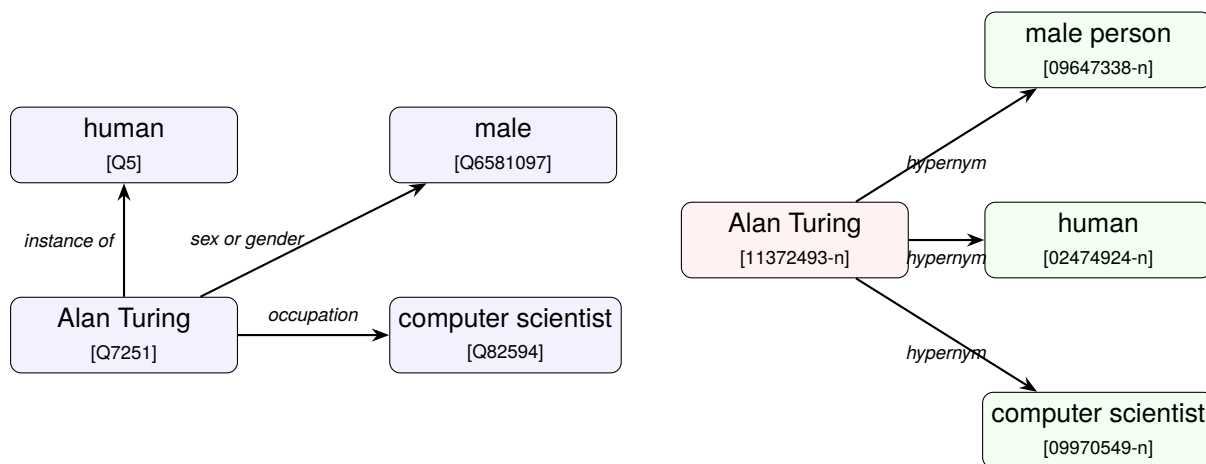 human
[Q5]
male
[Q6581097]
instance of
sex or gender
Alan Turing
[Q7251]
occupation
computer scientist
[Q82594]
male person
[09647338-n]
hypernym
Alan Turing
[11372493-n]
hypernym
human
[02474924-n]
hypernym
computer scientist
[09970549-n]